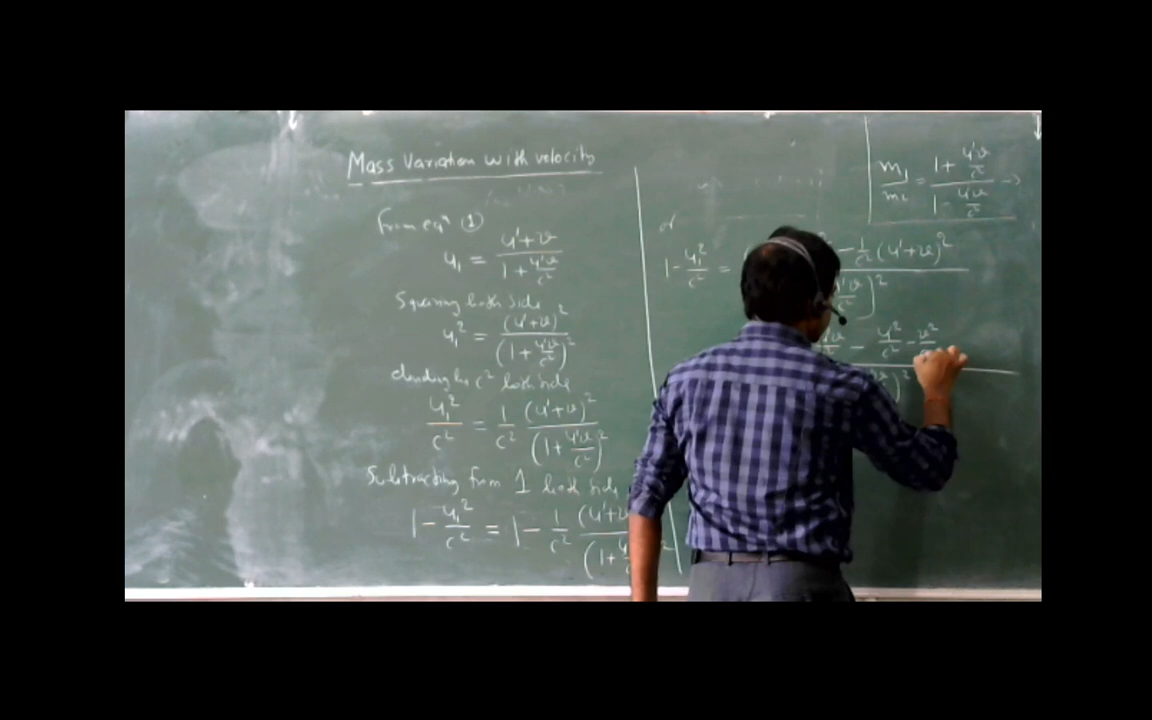 Mass Variation with velocity
From eqⁿ ①
u₁ = (u'+v) / (1 + u'v/c²)
Squaring both side
u₁² = (u'+v)² / (1 + u'v/c²)²
dividing by c² both side
u₁²/c² = 1/c² (u'+v)² / (1 + u'v/c²)²
Subtracting from 1 both side
1 - u₁²/c² = 1 - 1/c² (u'+v / (1+
m₁/m₂ = (1 + u'v/c²) / (1 - u'v/c²) →
or
1 - u₁²/c² = - 1/c² (u'+v)²
)²
- u'²/c² - v²
)²